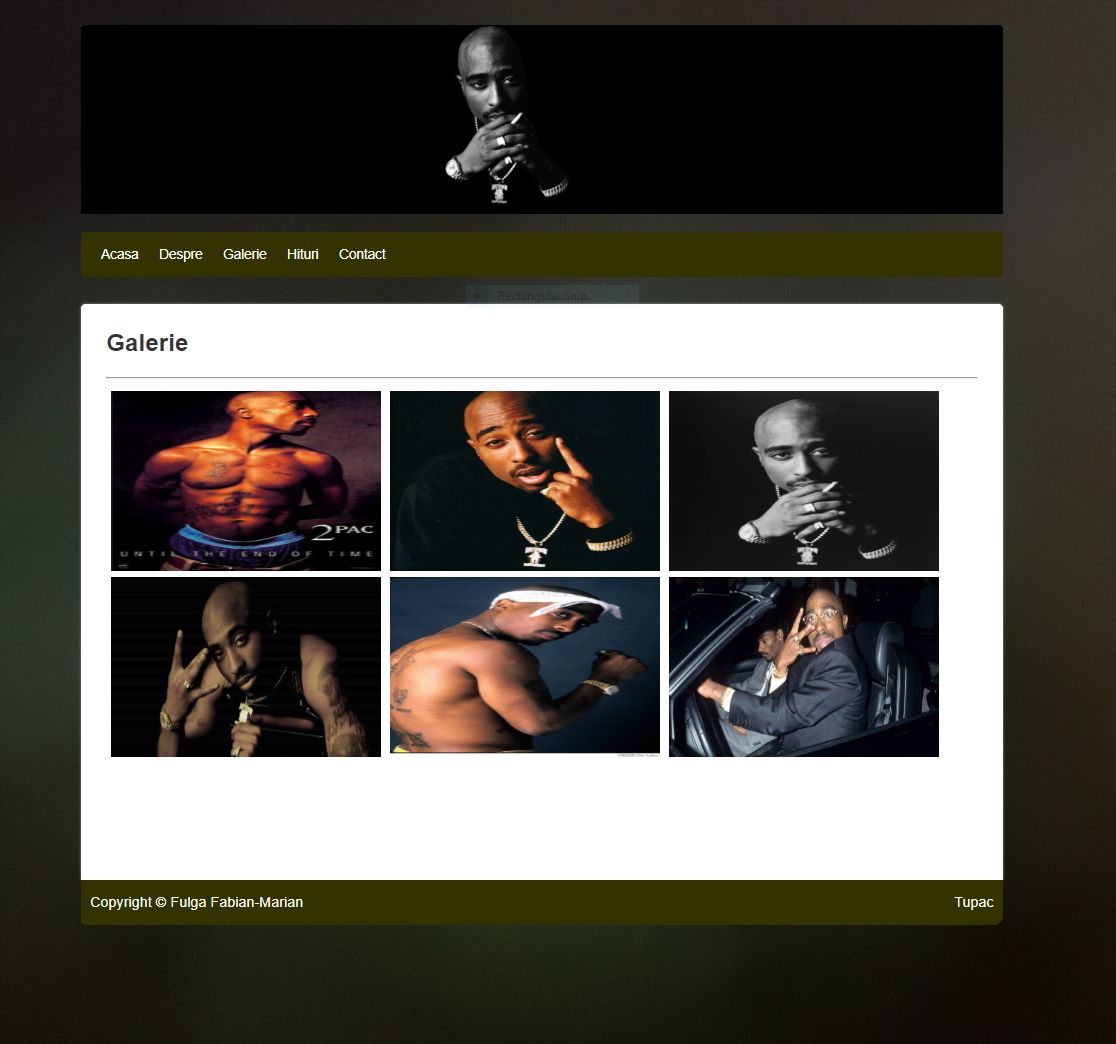 Acasa Despre Galerie Hituri Contact
Rectangular Snip
Galerie
2PAC
UNTIL THE END OF TIME
Copyright © Fulga Fabian-Marian Tupac